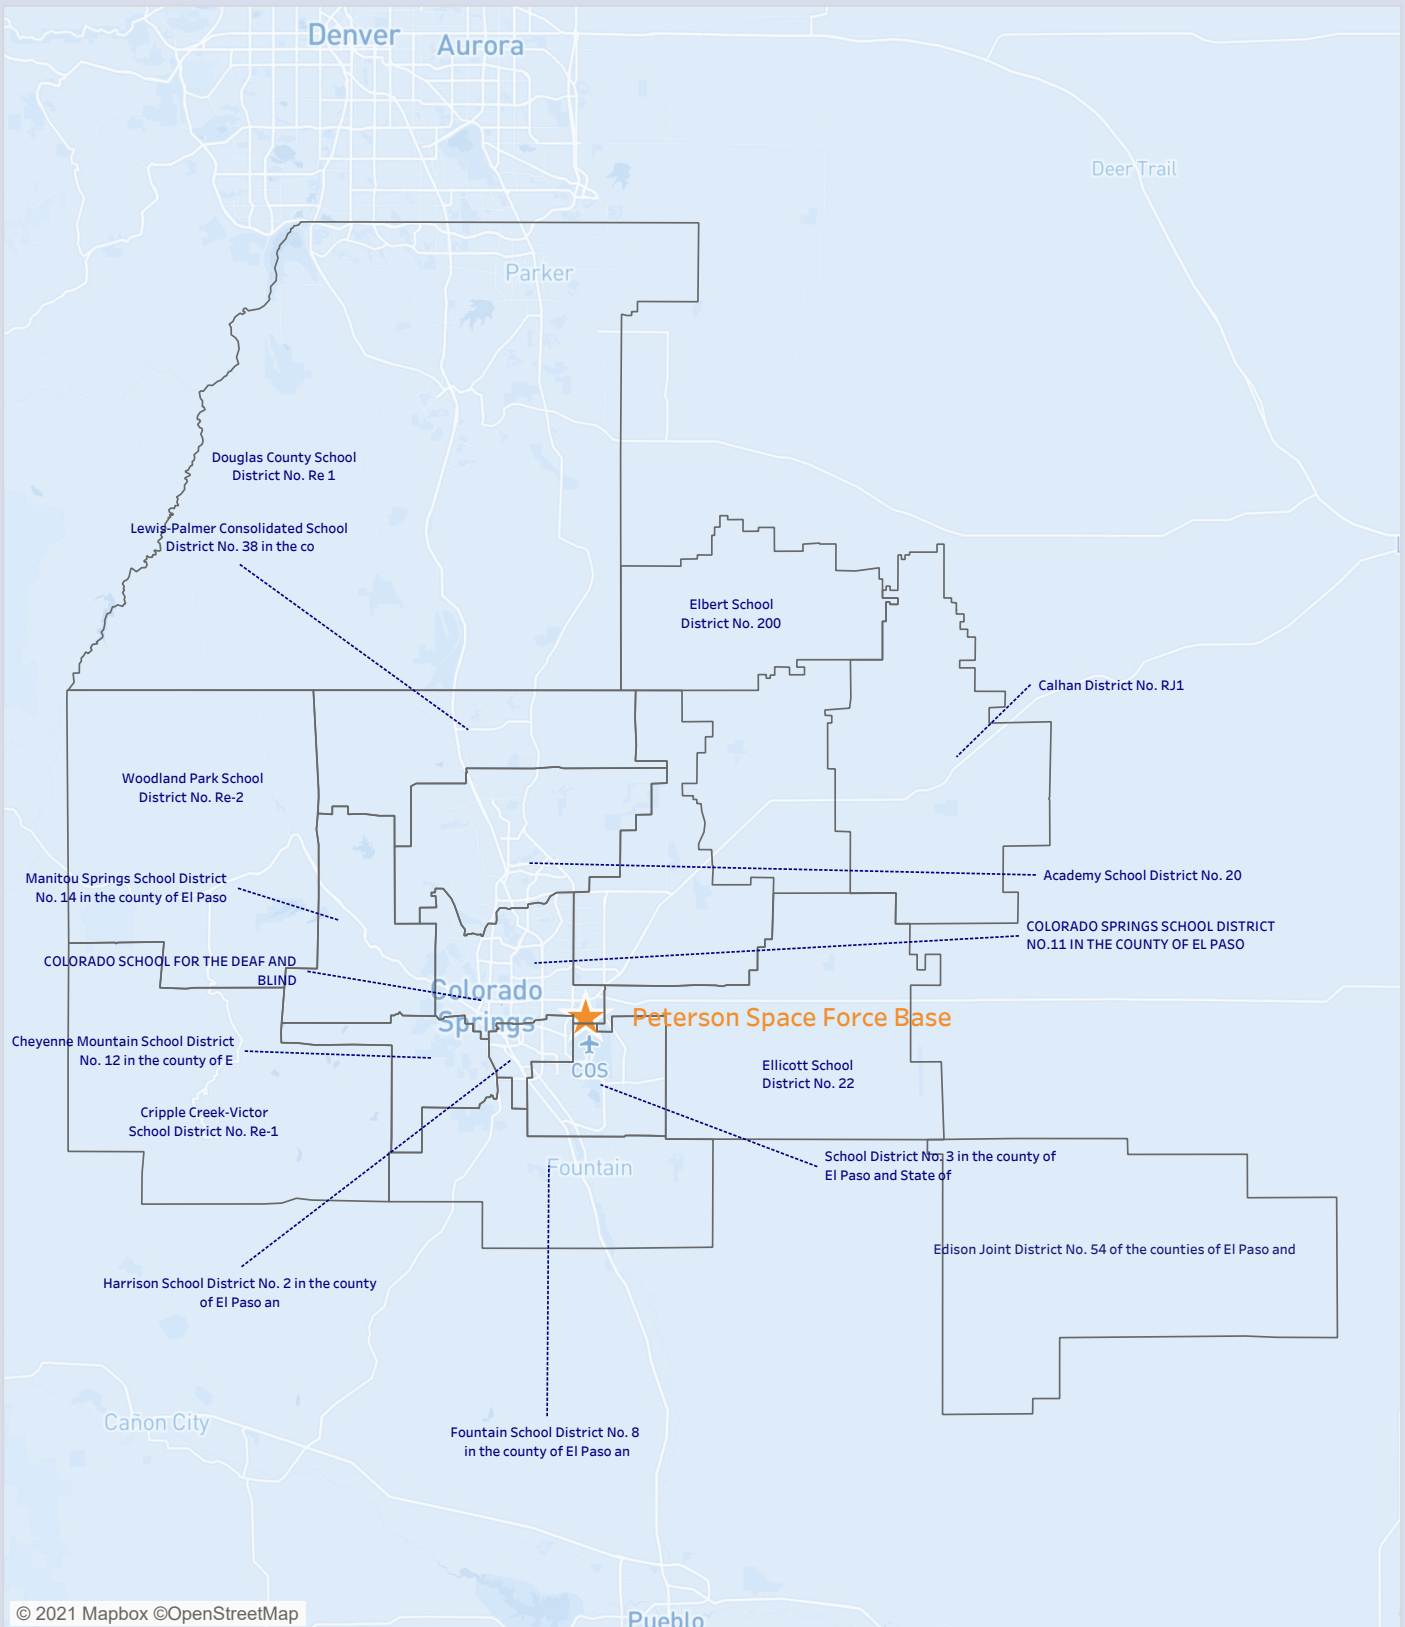 Denver
Aurora
Deer Trail
Parker
Douglas County School
District No. Re 1
Lewis-Palmer Consolidated School
District No. 38 in the co
Elbert School
District No. 200
Calhan District No. RJ1
Woodland Park School
District No. Re-2
Manitou Springs School District
No. 14 in the county of El Paso
Academy School District No. 20
COLORADO SPRINGS SCHOOL DISTRICT
NO.11 IN THE COUNTY OF EL PASO
COLORADO SCHOOL FOR THE DEAF AND
BLIND
Colorado
Springs
Peterson Space Force Base
Cheyenne Mountain School District
No. 12 in the county of E
COS
Ellicott School
District No. 22
Cripple Creek-Victor
School District No. Re-1
School District No. 3 in the county of
El Paso and State of
Fountain
Edison Joint District No. 54 of the counties of El Paso and
Harrison School District No. 2 in the county
of El Paso an
Cañon City
Fountain School District No. 8
in the county of El Paso an
© 2021 Mapbox ©OpenStreetMap
Pueblo